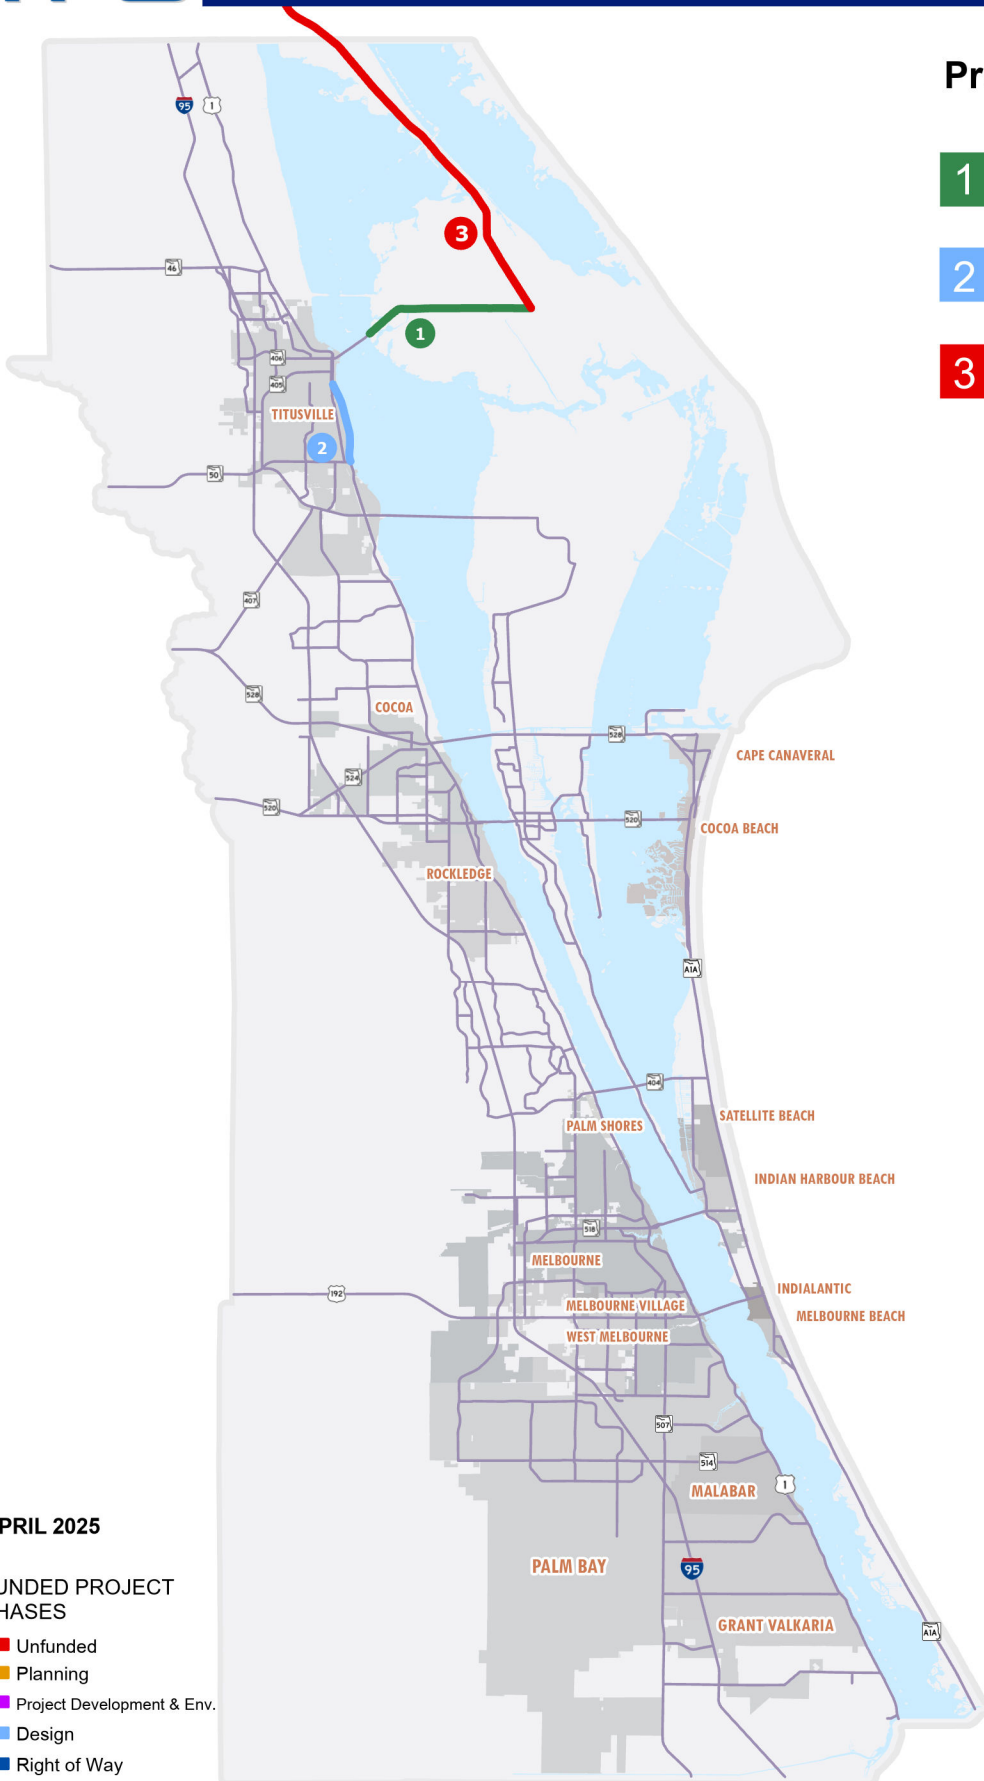 Pr
1
2
3
95
1
46
3
1
406
405
TITUSVILLE
2
50
407
528
COCOA
528
CAPE CANAVERAL
524
520
520
COCOA BEACH
ROCKLEDGE
A1A
404
SATELLITE BEACH
PALM SHORES
INDIAN HARBOUR BEACH
518
MELBOURNE
INDIALANTIC
192
MELBOURNE VILLAGE
MELBOURNE BEACH
WEST MELBOURNE
507
514
MALABAR
1
PRIL 2025
PALM BAY
95
UNDED PROJECT
HASES
GRANT VALKARIA
A1A
Unfunded
Planning
Project Development & Env.
Design
Right of Way